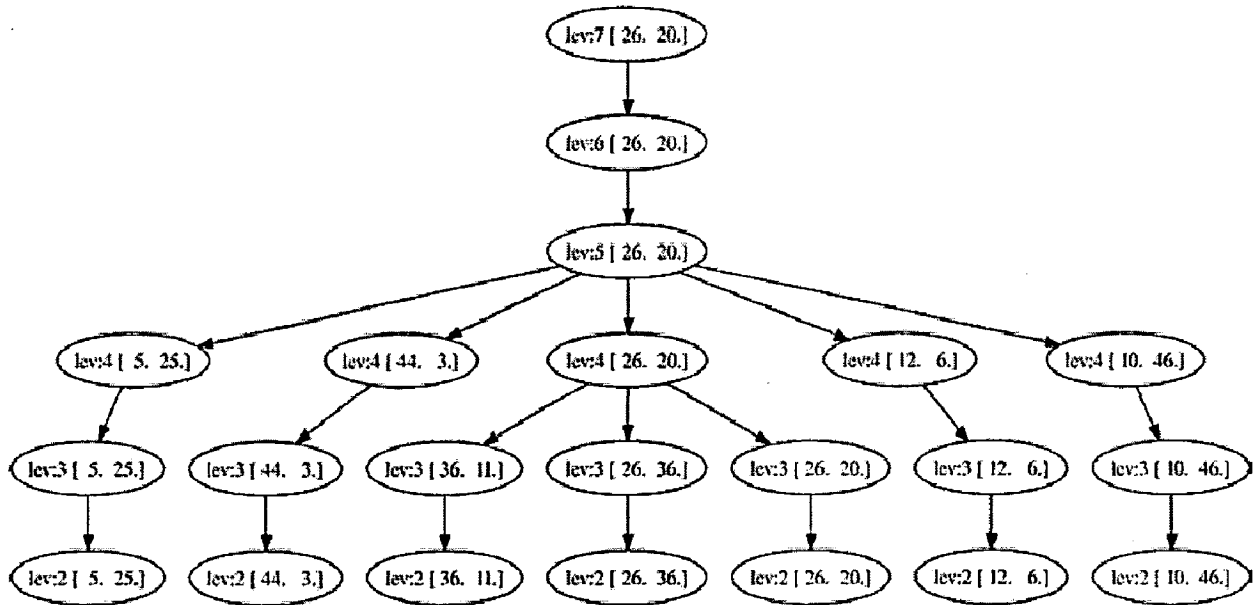 lev:7 [ 26. 20.]
lev:6 [ 26. 20.]
lev:5 [ 26. 20.]
lev:4 [ 5. 25.] lev:4 [ 44. 3.] lev:4 [ 26. 20.] lev:4 [ 12. 6.] lev:4 [ 10. 46.]
lev:3 [ 5. 25.] lev:3 [ 44. 3.] lev:3 [ 36. 11.] lev:3 [ 26. 36.] lev:3 [ 26. 20.] lev:3 [ 12. 6.] lev:3 [ 10. 46.]
lev:2 [ 5. 25.] lev:2 [ 44. 3.] lev:2 [ 36. 11.] lev:2 [ 26. 36.] lev:2 [ 26. 20.] lev:2 [ 12. 6.] lev:2 [ 10. 46.]